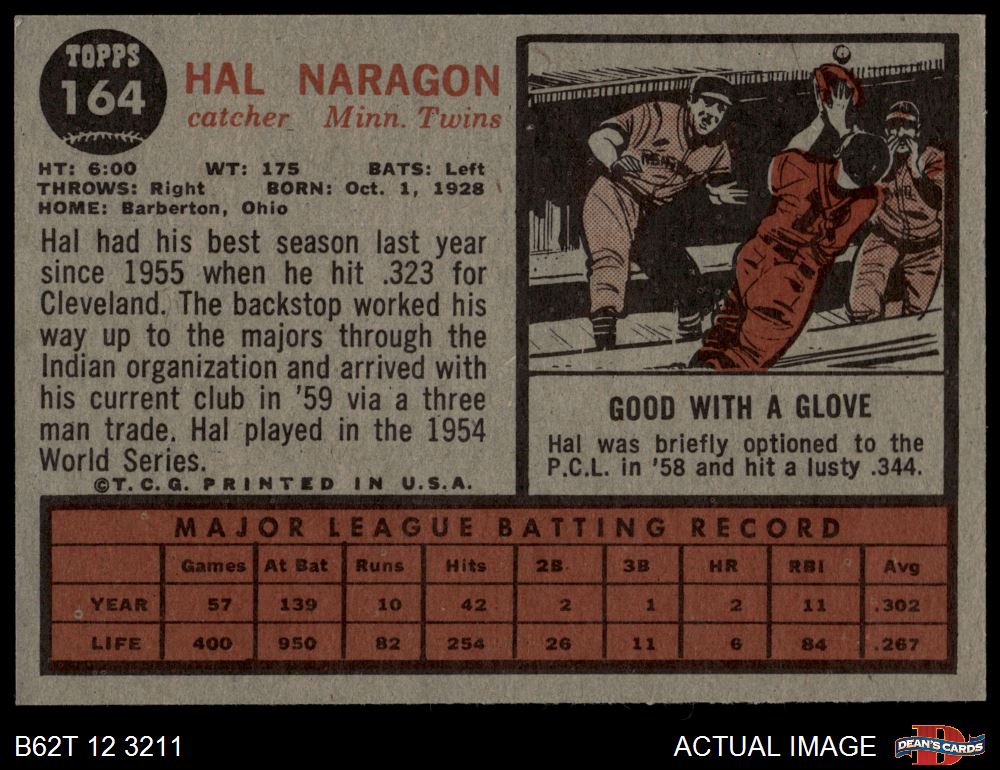 TOPPS
164
HAL NARAGON
catcher Minn. Twins
HT: 6:00 WT: 175 BATS: Left
THROWS: Right BORN: Oct. 1, 1928
HOME: Barberton, Ohio
Hal had his best season last year
since 1955 when he hit .323 for
Cleveland. The backstop worked his
way up to the majors through the
Indian organization and arrived with
his current club in '59 via a three
man trade. Hal played in the 1954
World Series.
©T. C. G. PRINTED IN U.S.A.
GOOD WITH A GLOVE
Hal was briefly optioned to the
P.C.L. in '58 and hit a lusty .344.
MAJOR LEAGUE BATTING RECORD
Games At Bat Runs Hits 2B 3B HR RBI Avg
YEAR 57 139 10 42 2 1 2 11 .302
LIFE 400 950 82 254 26 11 6 84 .267
B62T 12 3211 ACTUAL IMAGE
D
DEAN'S CARDS